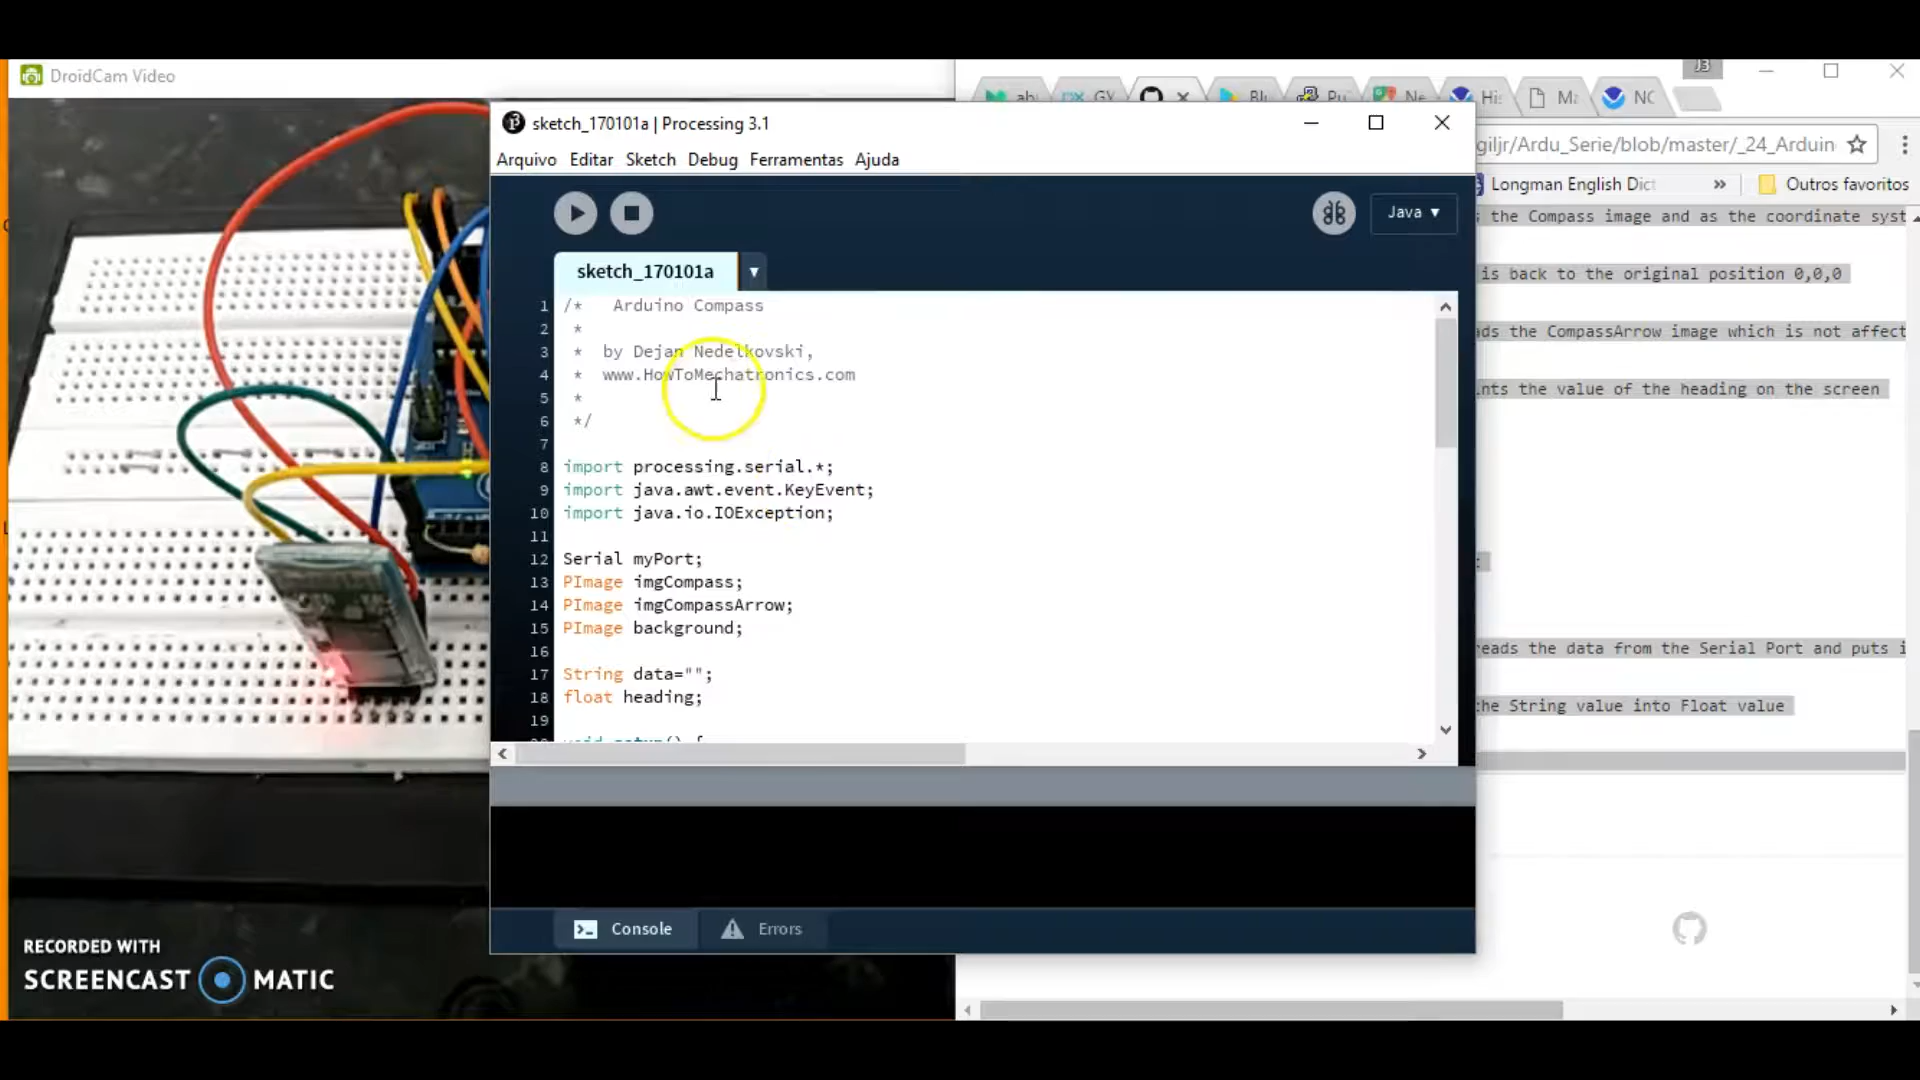 DroidCam Video
J3
sketch_170101a | Processing 3.1
Arquivo Editar Sketch Debug Ferramentas Ajuda
giljr/Ardu_Serie/blob/master/_24_Arduin
Longman English Dict » Outros favoritos
Java
sketch_170101a
1 /* Arduino Compass
2 *
3 * by Dejan Nedelkovski,
4 * www.HowToMechatronics.com
5 *
6 */
7
8 import processing.serial.*;
9 import java.awt.event.KeyEvent;
10 import java.io.IOException;
11
12 Serial myPort;
13 PImage imgCompass;
14 PImage imgCompassArrow;
15 PImage background;
16
17 String data="";
18 float heading;
19
s the Compass image and as the coordinate syst
is back to the original position 0,0,0
ads the CompassArrow image which is not affect
ints the value of the heading on the screen
reads the data from the Serial Port and puts i
the String value into Float value
Console Errors
RECORDED WITH
SCREENCAST MATIC